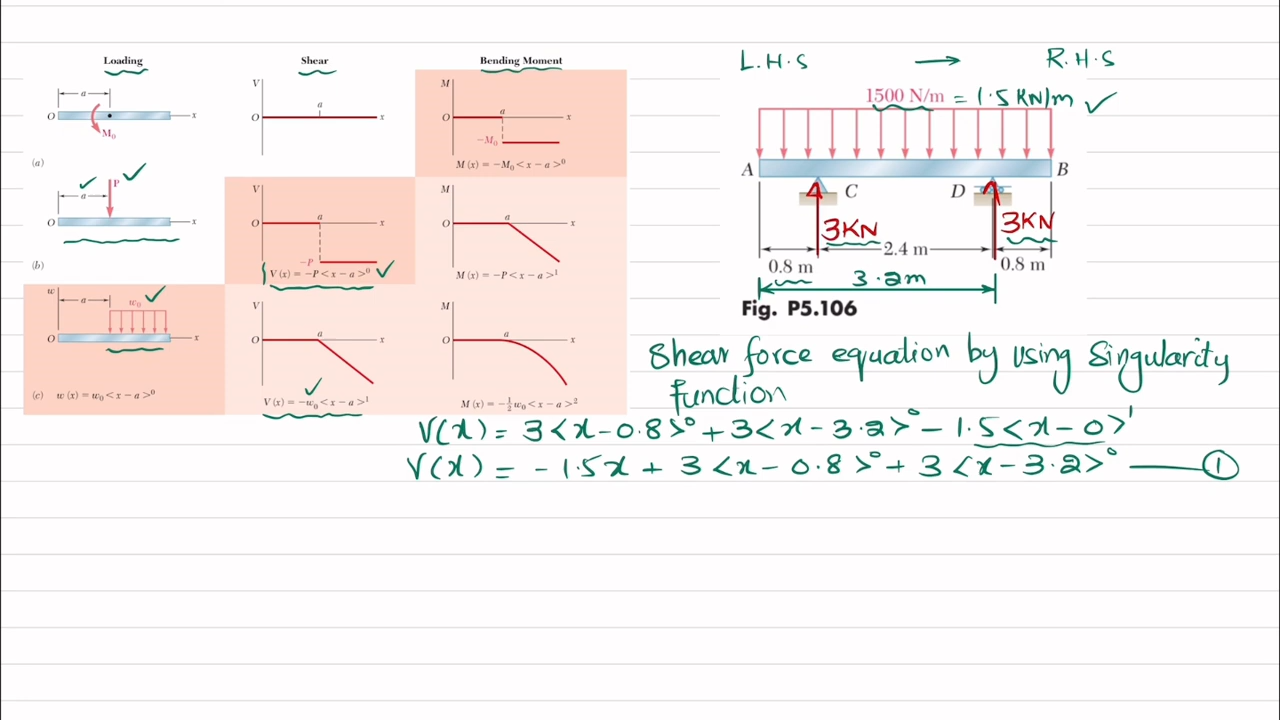 Loading Shear Bending Moment
a
O x
M₀
(a)
V
a
O x
M
a
O x
−M₀
M (x) = −M₀ < x − a >⁰
P
a
O x
(b)
V
a
O x
−P
V (x) = −P < x − a >⁰
M
a
O x
M (x) = −P < x − a >¹
w
a
w₀
O x
(c) w (x) = w₀ < x − a >⁰
V
a
O x
V (x) = −w₀ < x − a >¹
M
a
O x
M (x) = −½ w₀ < x − a >²
L.H.S → R.H.S
1500 N/m = 1.5 KN/m
A B
C D
3KN 3KN
2.4 m
0.8 m 0.8 m
3.2m
Fig. P5.106
Shear force equation by using Singularity
function
V(x) = 3<x-0.8>⁰ + 3<x-3.2>⁰ - 1.5<x-0>¹
V(x) = -1.5x + 3<x-0.8>⁰ + 3<x-3.2>⁰ — ①